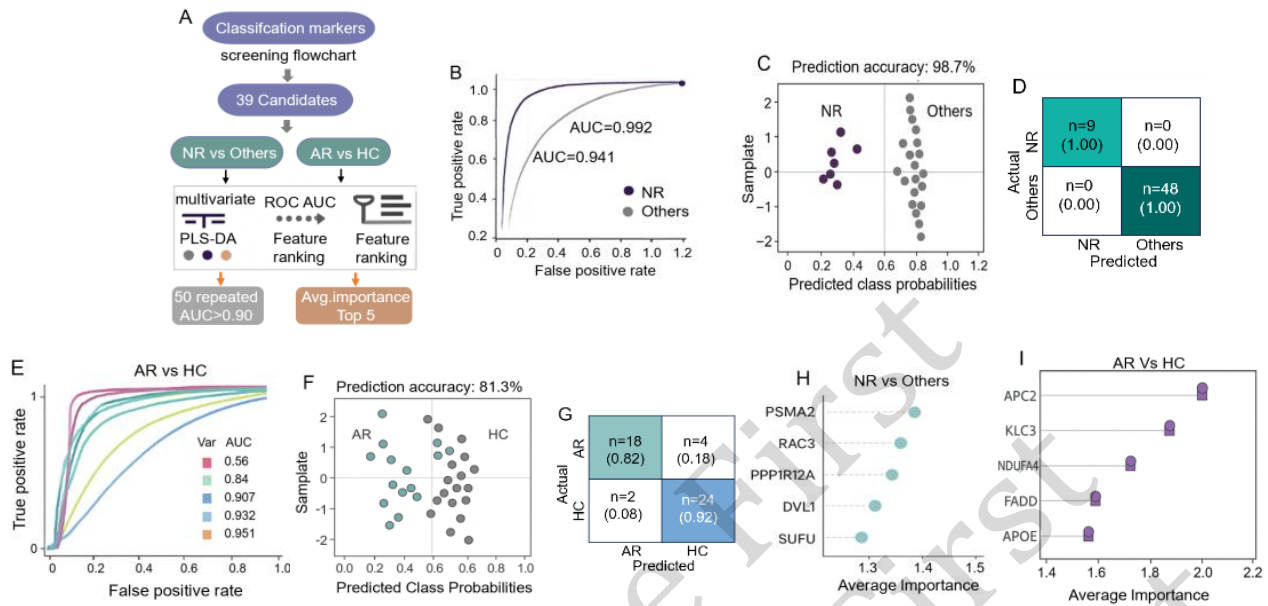 A
Classifcation markers
screening flowchart
39 Candidates
NR vs Others
AR vs HC
multivariate
PLS-DA
ROC AUC
Feature
ranking
Feature
ranking
50 repeated
AUC>0.90
Avg.importance
Top 5
B
True positive rate
1.0
0.8
0.6
0.4
0.2
AUC=0.992
AUC=0.941
NR
Others
0 0.2 0.4 0.6 0.8 1.0 1.2
False positive rate
C
Prediction accuracy: 98.7%
NR
Others
Samplate
2
1
0
−1
−2
0 0.2 0.4 0.6 0.8 1.0 1.2
Predicted class probabilities
D
Actual
NR
Others
n=9
(1.00)
n=0
(0.00)
n=0
(0.00)
n=48
(1.00)
NR Others
Predicted
E
AR vs HC
True positive rate
1
0
Var AUC
0.56
0.84
0.907
0.932
0.951
0 0.2 0.4 0.6 0.8 1.0
False positive rate
F
Prediction accuracy: 81.3%
AR
HC
Samplate
2
1
0
-1
-2
0 0.2 0.4 0.6 0.8 1.0
Predicted Class Probabilities
G
Actual
AR
HC
n=18
(0.82)
n=4
(0.18)
n=2
(0.08)
n=24
(0.92)
AR HC
Predicted
H
NR vs Others
PSMA2
RAC3
PPP1R12A
DVL1
SUFU
1.3 1.4 1.5
Average Importance
I
AR Vs HC
APC2
KLC3
NDUFA4
FADD
APOE
1.4 1.6 1.8 2.0 2.2
Average Importance
e First
First